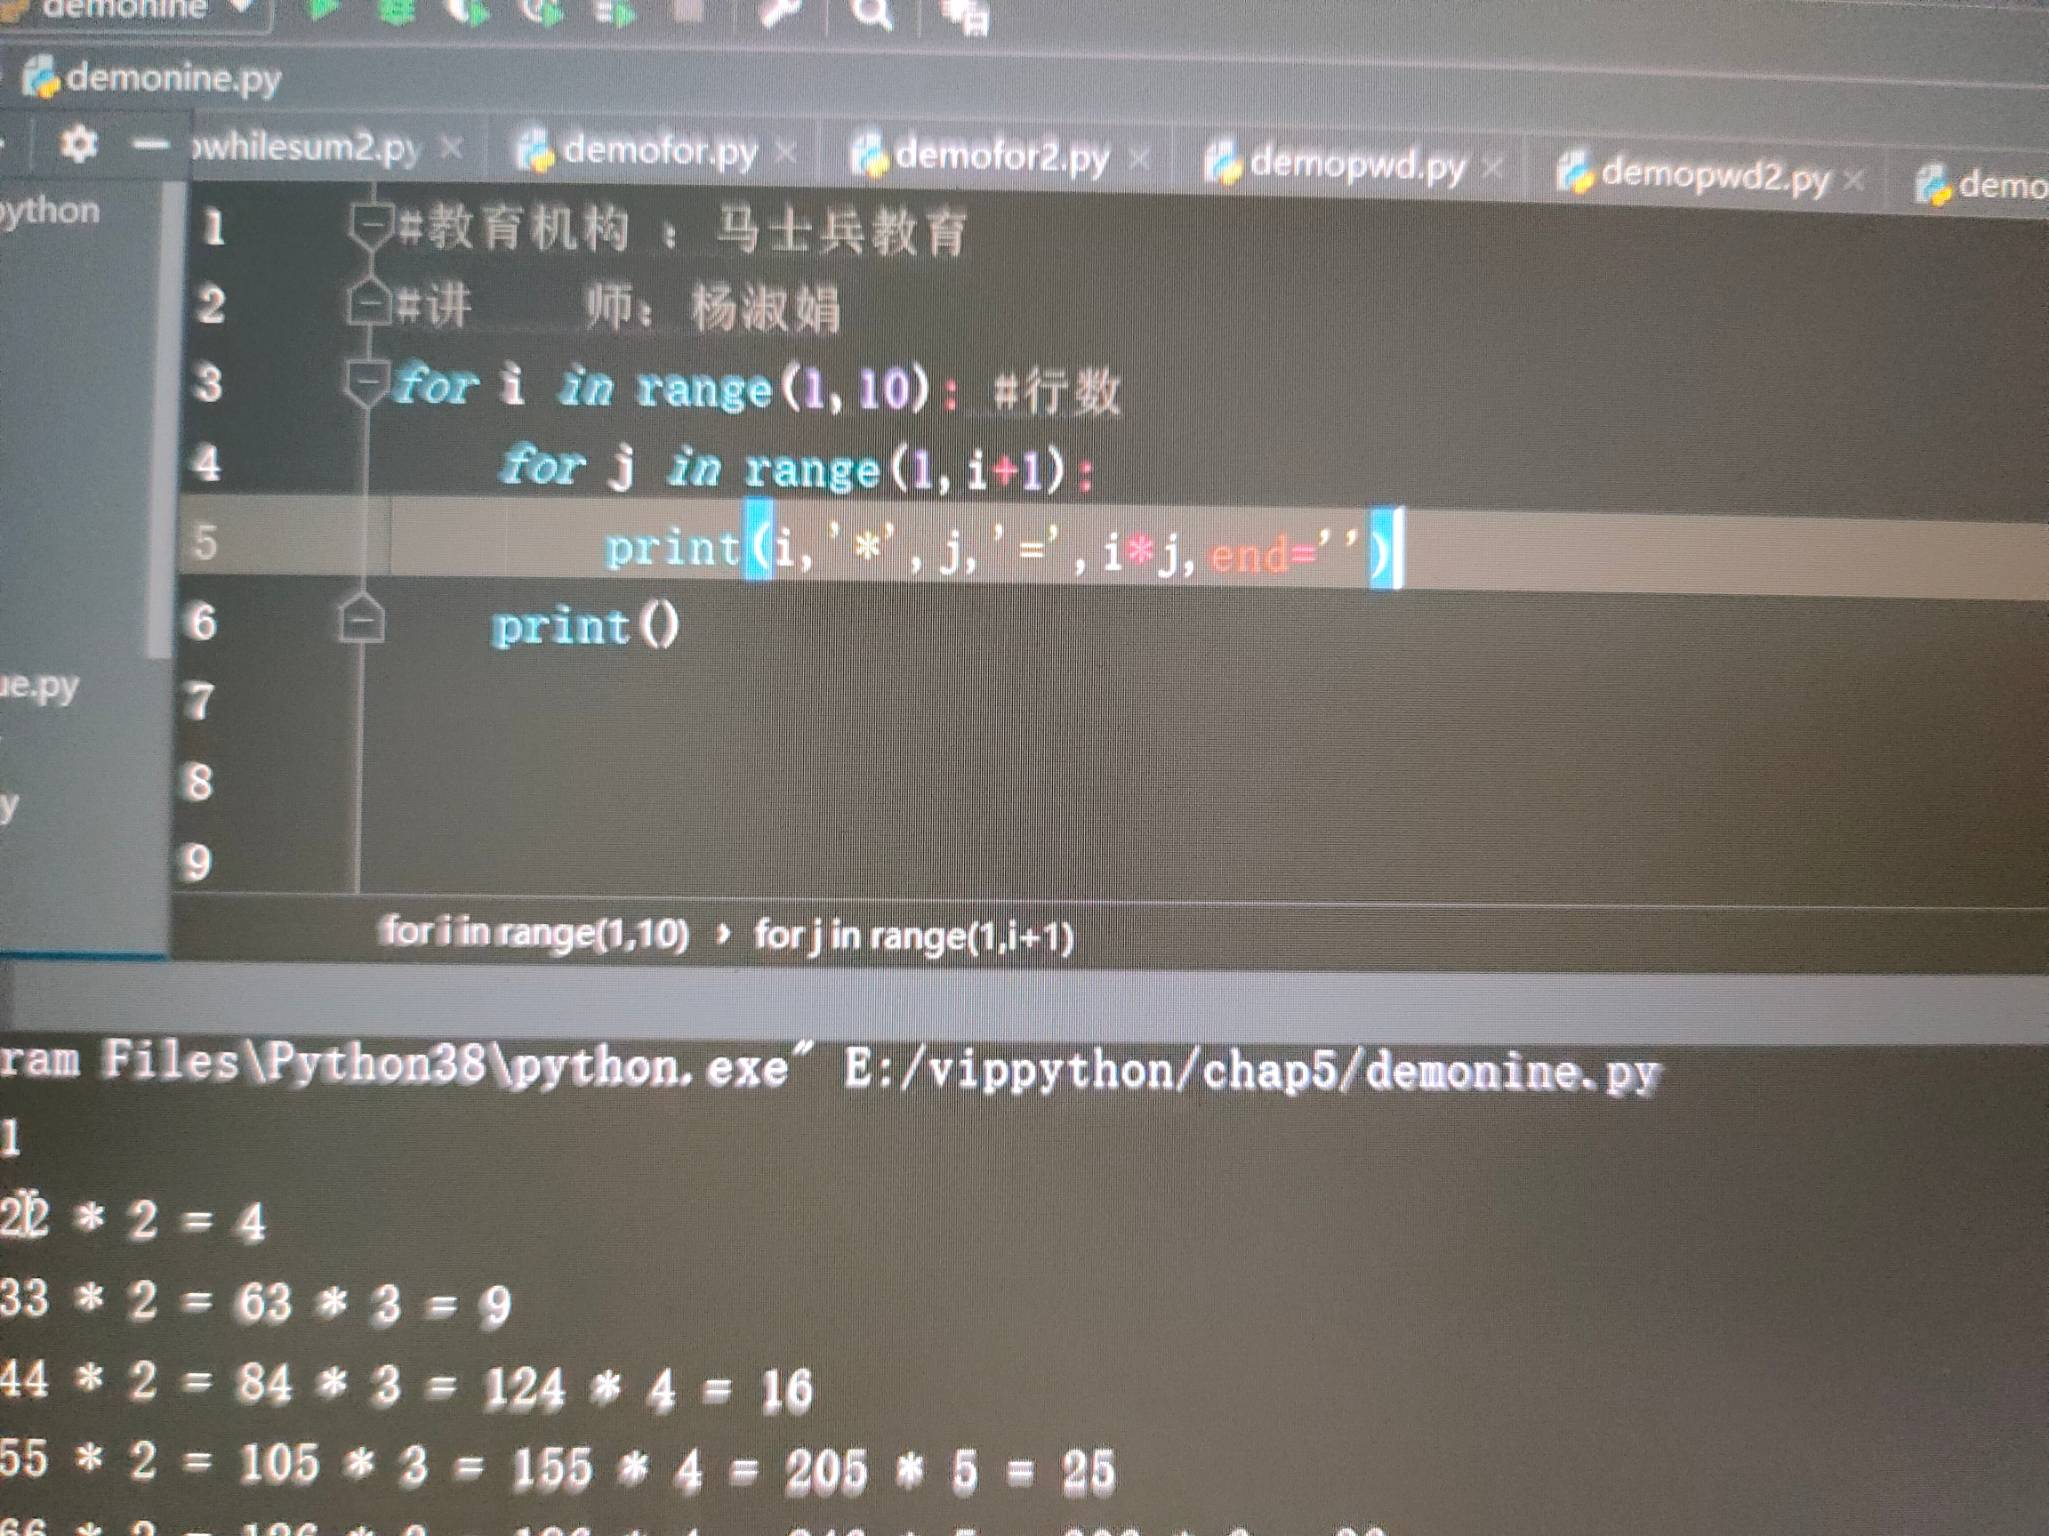 demonine
demonine.py
owhilesum2.py demofor.py demofor2.py demopwd.py demopwd2.py demo
ython
1 #教育机构 ： 马士兵教育
2 #讲    师：杨淑娟
3 for i in range(1,10): #行数
4 for j in range(1,i+1):
5 print(i,'*',j,'=',i*j,end='')
6 print()
ue.py
7
8
y
9
for i in range(1,10) › for j in range(1,i+1)
ram Files\Python38\python.exe" E:/vippython/chap5/demonine.py
1
22 * 2 = 4
33 * 2 = 63 * 3 = 9
44 * 2 = 84 * 3 = 124 * 4 = 16
55 * 2 = 105 * 3 = 155 * 4 = 205 * 5 = 25